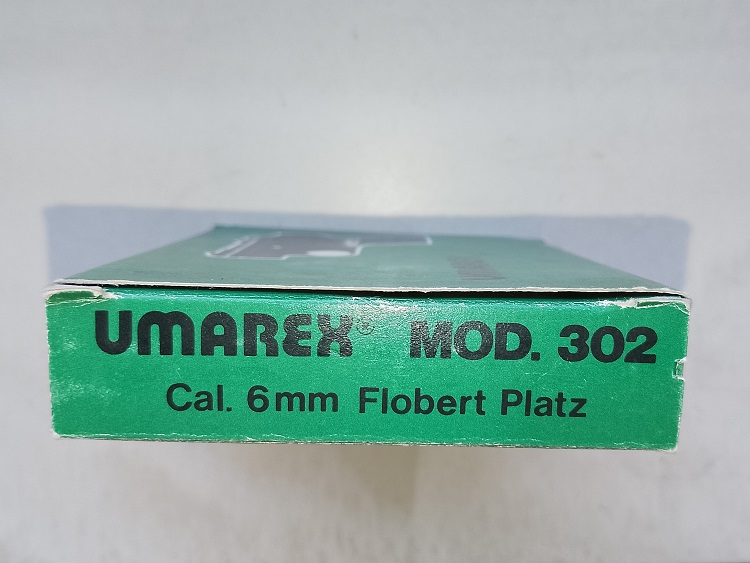 UMAREX® MOD. 302
Cal. 6mm Flobert Platz